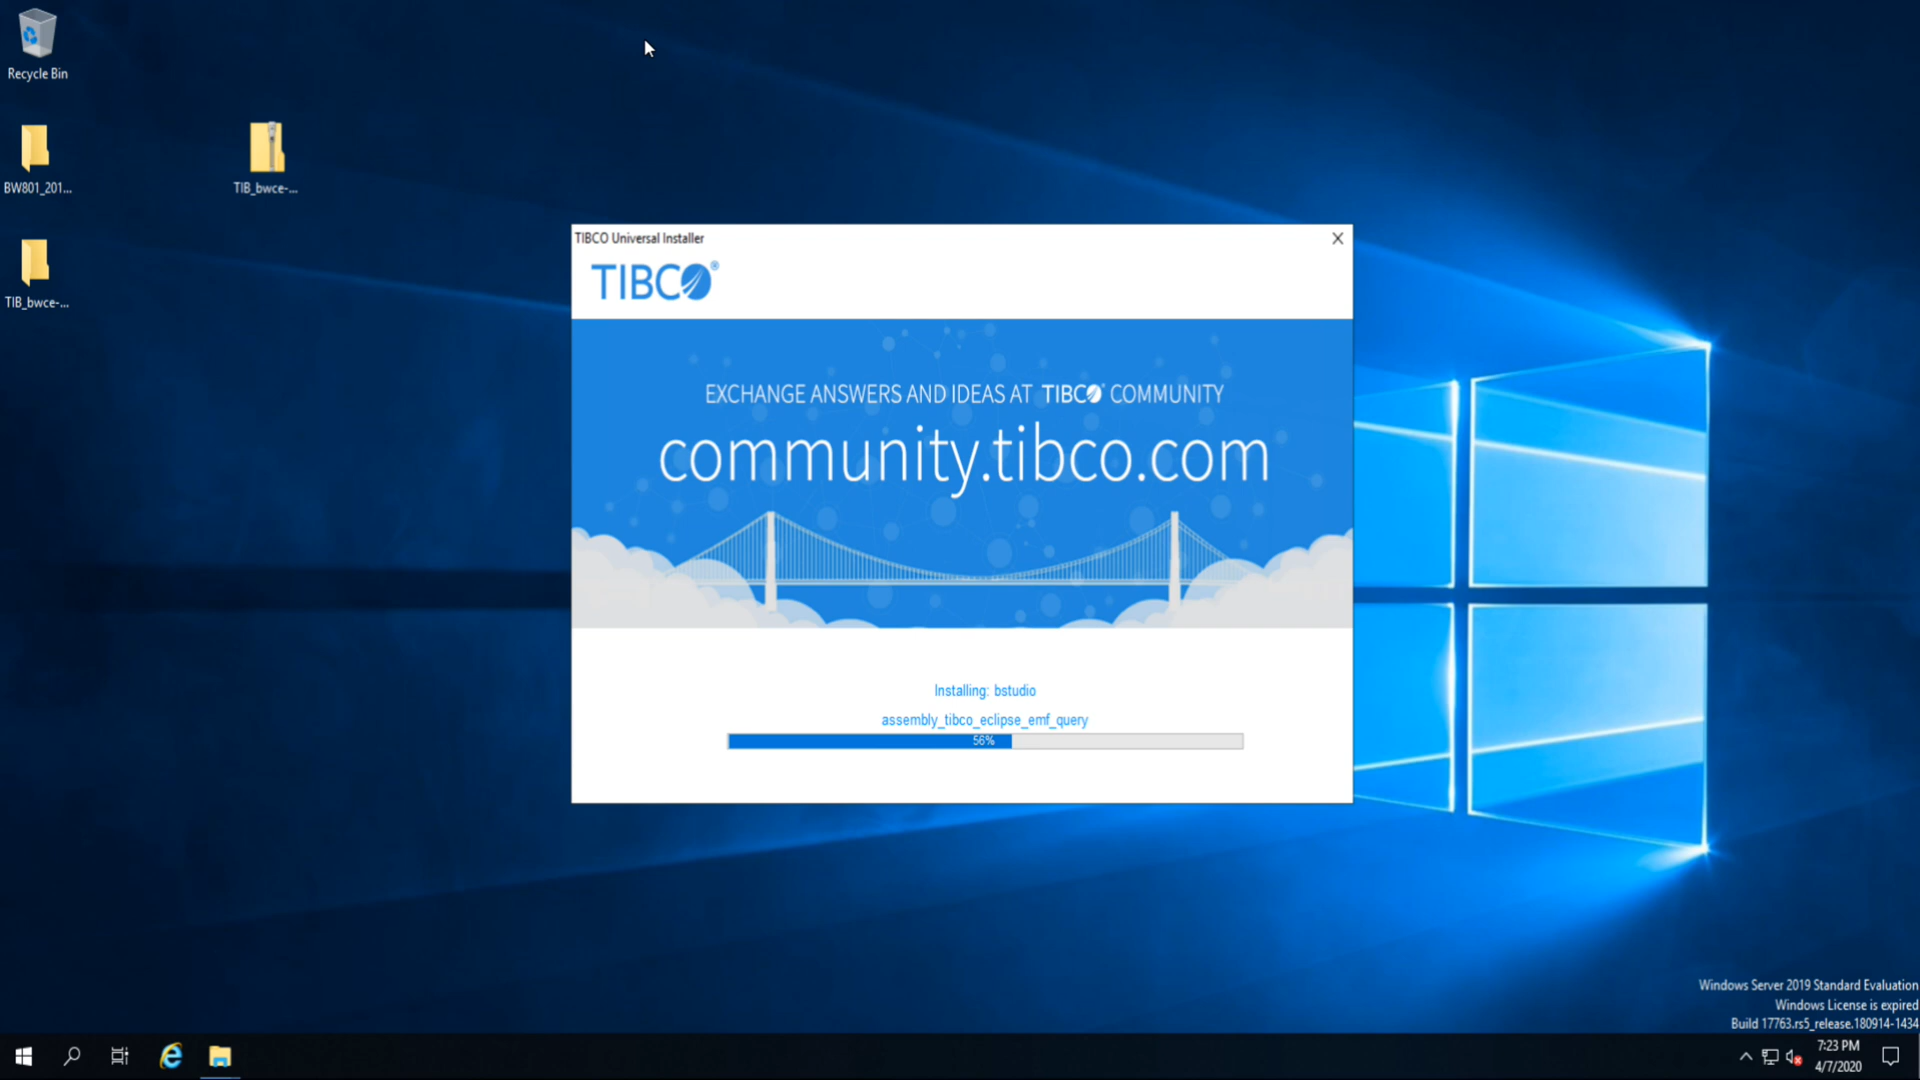 Recycle Bin
BW801_201...
TIB_bwce-...
TIB_bwce-...
TIBCO Universal Installer
TIBCO®
EXCHANGE ANSWERS AND IDEAS AT TIBCO® COMMUNITY
community.tibco.com
Installing: bstudio
assembly_tibco_eclipse_emf_query
56%
Windows Server 2019 Standard Evaluation
Windows License is expired
Build 17763.rs5_release.180914-1434
7:23 PM
4/7/2020